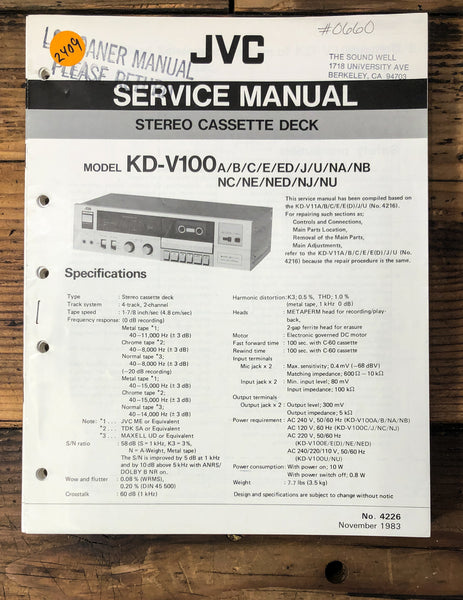 #0660
JVC
LOANER MANUAL
PLEASE RETURN
2409
THE SOUND WELL
1718 UNIVERSITY AVE
BERKELEY, CA. 94703
SERVICE MANUAL
STEREO CASSETTE DECK
MODEL KD-V100 A/B/C/E/ED/J/U/NA/NB
NC/NE/NED/NJ/NU
This service manual has been compiled based on
the KD-V11A/B/C/E/E(D)/J/U (No. 4216).
For repairing such sections as;
Controls and Connections,
Main Parts Location,
Removal of the Main Parts,
Main Adjustments,
refer to the KD-V11A/B/C/E/E(D)/J/U (No.
4216) because the repair procedure is the same.
Specifications
Type : Stereo cassette deck
Track system : 4-track, 2-channel
Tape speed : 1-7/8 inch/sec (4.8 cm/sec)
Frequency response: (0 dB recording)
Metal tape *1;
40–11,000 Hz (± 3 dB)
Chrome tape *2;
40–8,000 Hz (± 3 dB)
Normal tape *3;
40–8,000 Hz (± 3 dB)
(–20 dB recording)
Metal tape *1;
40–15,000 Hz (± 3 dB)
Chrome tape *2;
40–15,000 Hz (± 3 dB)
Normal tape *3;
40–14,000 Hz (± 3 dB)
Note: *1 . . . JVC ME or Equivalent
*2 . . . TDK SA or Equivalent
*3 . . . MAXELL UD or Equivalent
S/N ratio : 58 dB (S = 1 kHz, K3 = 3%,
N = A-Weight, Metal tape)
The S/N is improved by 5 dB at 1 kHz
and by 10 dB above 5 kHz with ANRS/
DOLBY B NR on.
Wow and flutter : 0.08 % (WRMS),
0.20 % (DIN 45 500)
Crosstalk : 60 dB (1 kHz)
Harmonic distortion: K3; 0.5 %, THD; 1.0 %
(metal tape, 1 kHz 0 dB)
Heads : METAPERM head for recording/play-
back,
2-gap ferrite head for erasure
Motor : Electronic governed DC motor
Fast forward time : 100 sec. with C-60 cassette
Rewind time : 100 sec. with C-60 cassette
Input terminals
Mic jack x 2 : Max. sensitivity; 0.4 mV (–68 dBV)
Matching impedance; 600 Ω – 10 kΩ
Input jack x 2 : Min. input level; 80 mV
Input impedance; 100 kΩ
Output terminals
Output jack x 2 : Output level; 300 mV
Output impedance; 5 kΩ
Power requirement : AC 240 V, 50/60 Hz (KD-V100A/B/NA/NB)
AC 120 V, 60 Hz (KD-V100C/J/NC/NJ)
AC 220 V, 50/60 Hz
(KD-V100E/ED/NE/NED)
AC 240/220/110 V, 50/60 Hz
(KD-V100U/NU)
Power consumption: With power on; 10 W
With power switch off; 0.8 W
Weight : 7.7 lbs (3.5 kg)
Design and specifications are subject to change without notice
No. 4226
November 1983